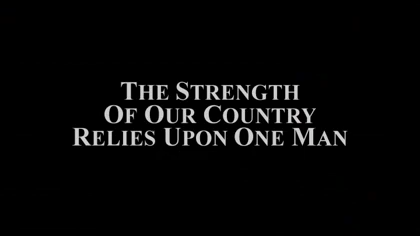 The Strength
Of Our Country
Relies Upon One Man